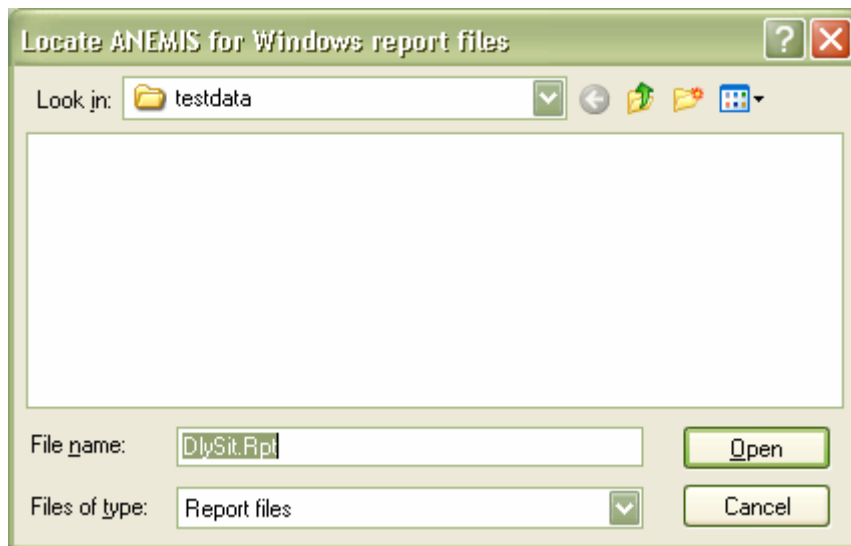 Locate ANEMIS for Windows report files
Look in: testdata
File name: DlySit.Rpt Open
Files of type: Report files Cancel